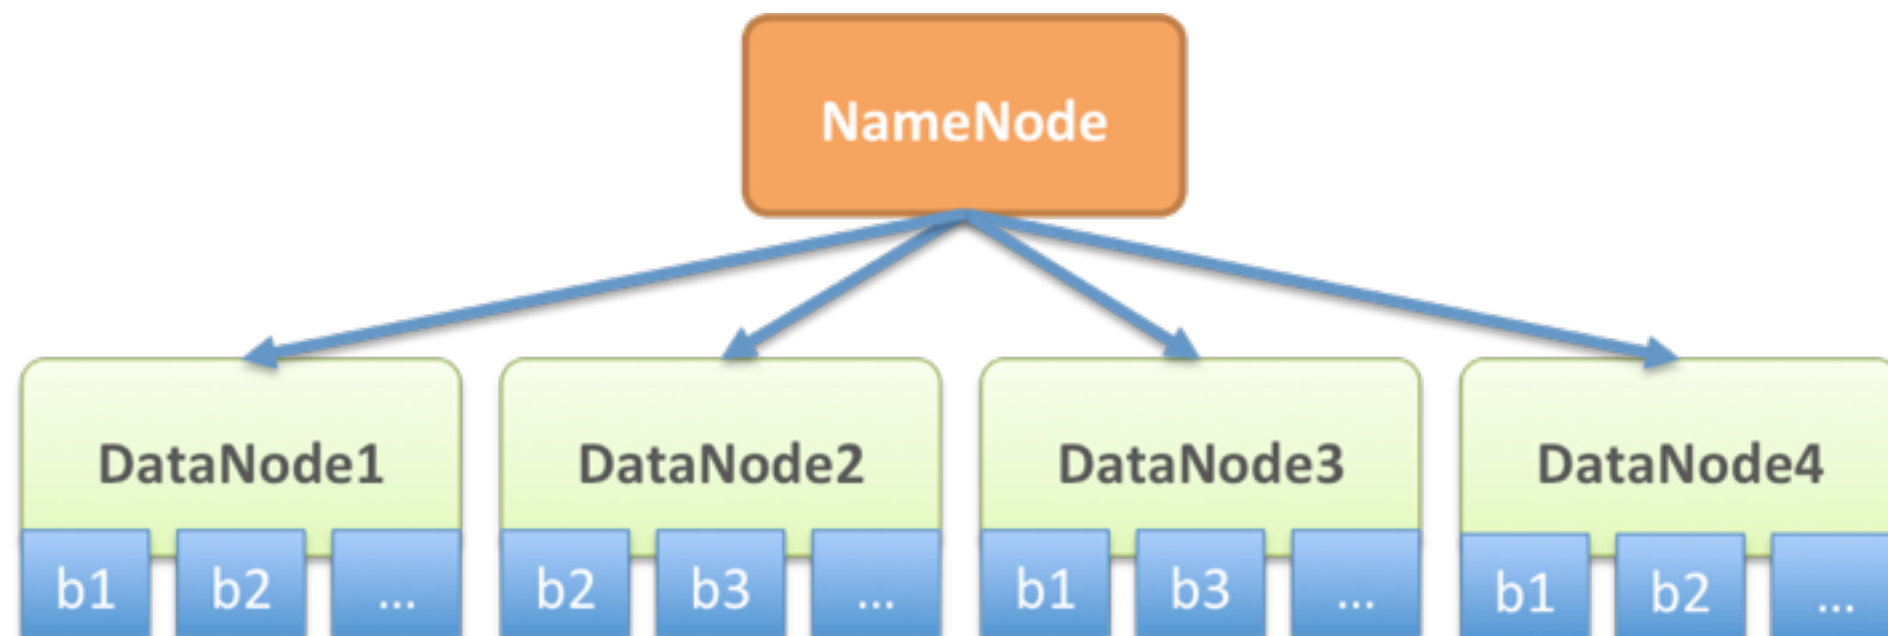 NameNode
DataNode1 DataNode2 DataNode3 DataNode4
b1 b2 ... b2 b3 ... b1 b3 ... b1 b2 ...